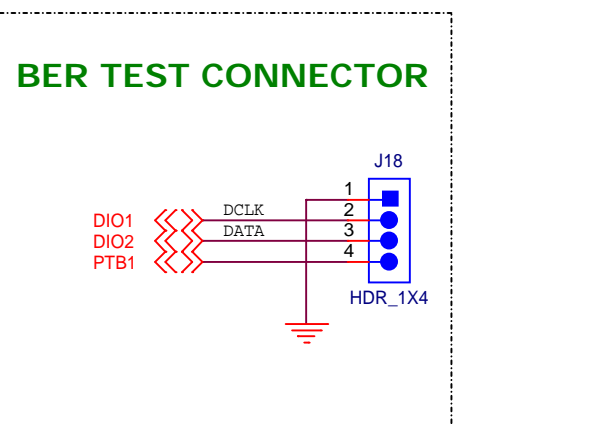 BER TEST CONNECTOR
J18
1
DIO1 DCLK 2
DIO2 DATA 3
PTB1 4
HDR_1X4